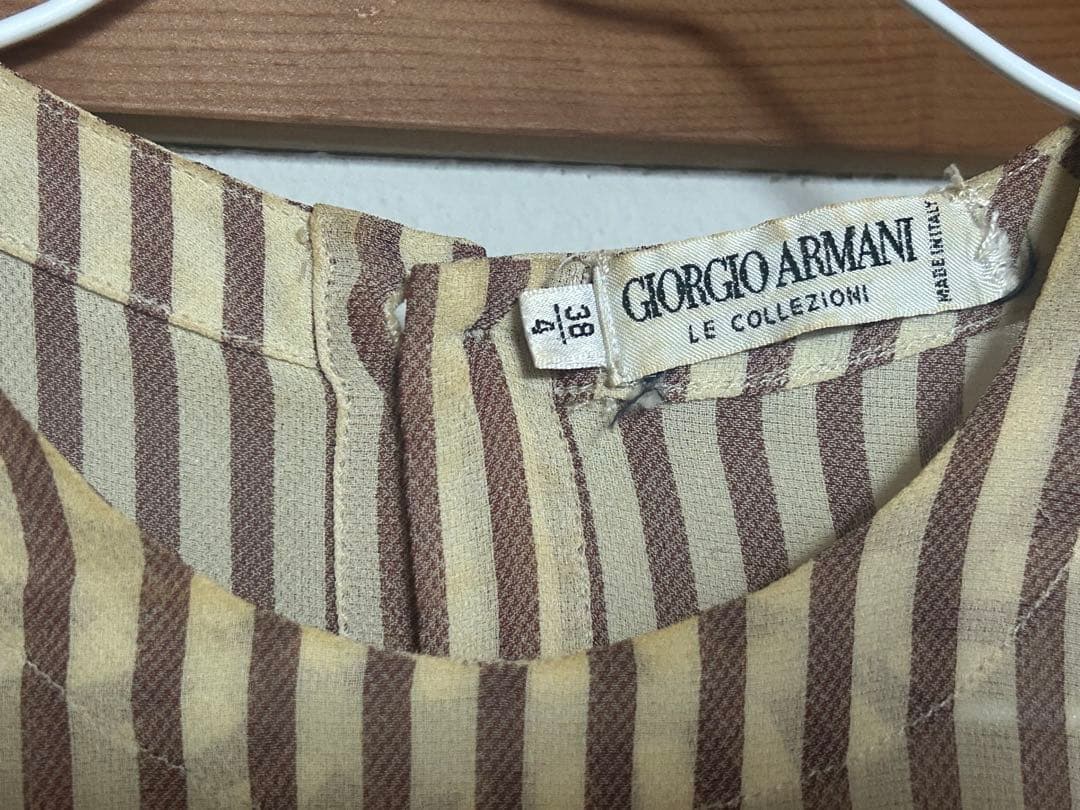 GIORGIO ARMANI
LE COLLEZIONI
MADE IN ITALY
38
4